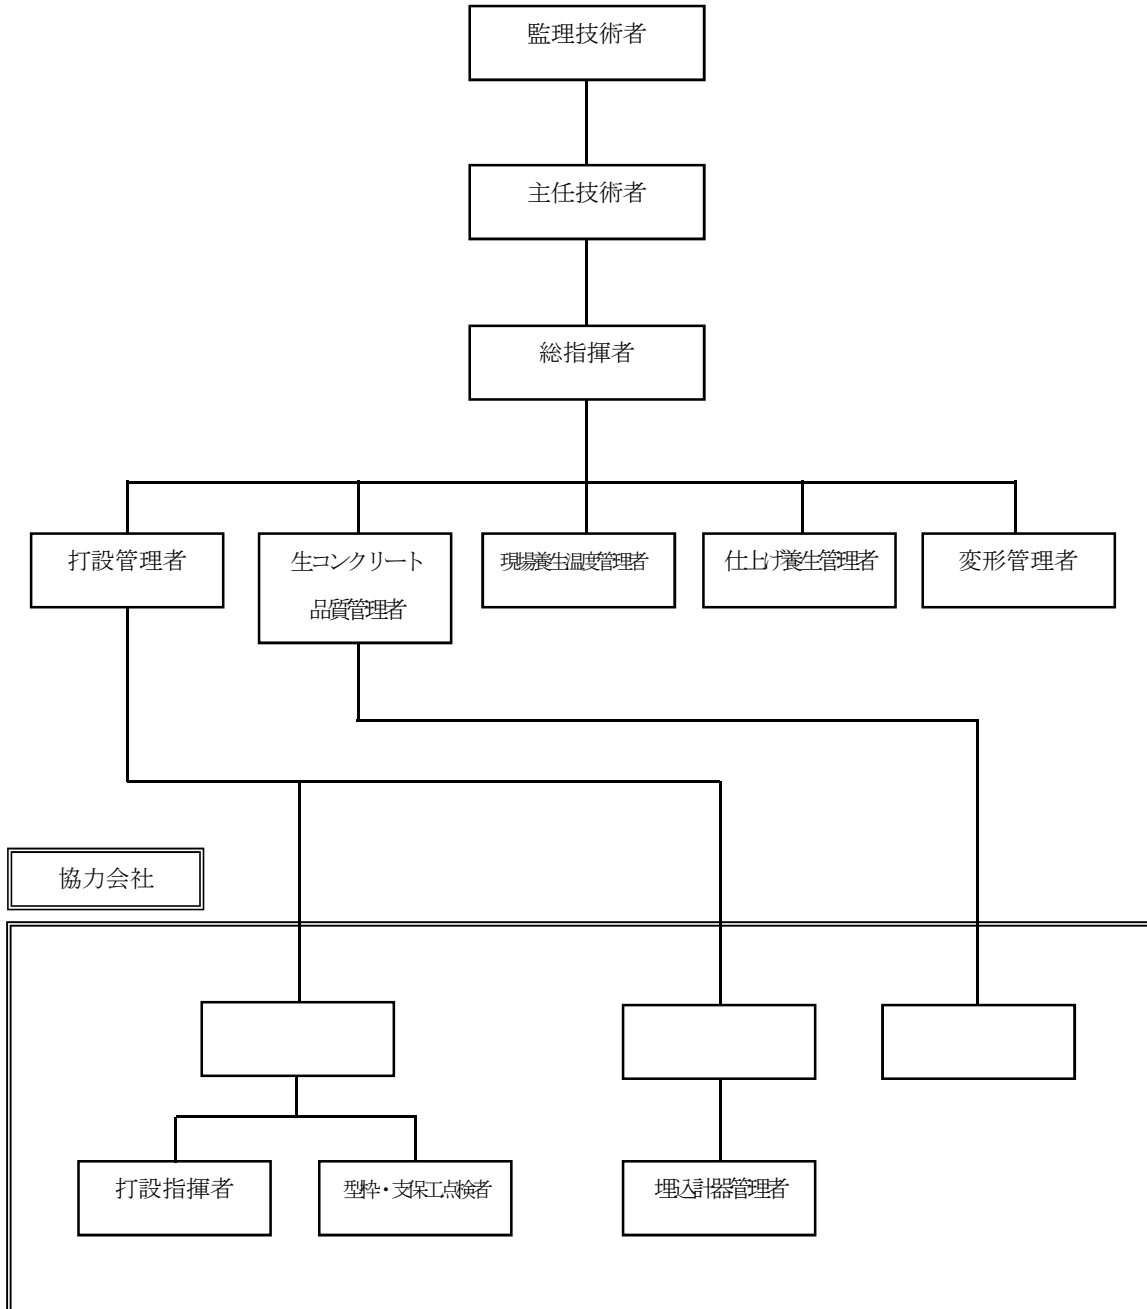 監理技術者
主任技術者
総指揮者
打設管理者
生コンクリート
品質管理者
現場養生温度管理者
仕上げ養生管理者
変形管理者
協力会社
打設指揮者
型枠・支保工点検者
埋込計器管理者